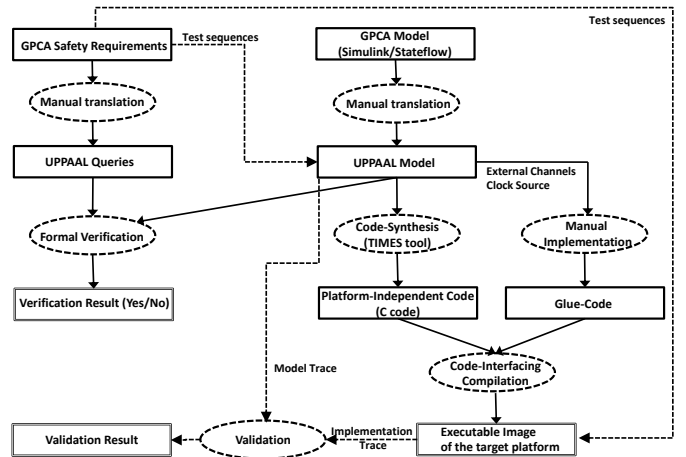 Test sequences
GPCA Safety Requirements
Test sequences
GPCA Model
(Simulink/Stateflow)
Manual translation
Manual translation
UPPAAL Queries
UPPAAL Model
External Channels
Clock Source
Formal Verification
Code-Synthesis
(TIMES tool)
Manual
Implementation
Verification Result (Yes/No)
Platform-Independent Code
(C code)
Glue-Code
Model Trace
Code-Interfacing
Compilation
Validation Result
Validation
Implementation
Trace
Executable Image
of the target platform